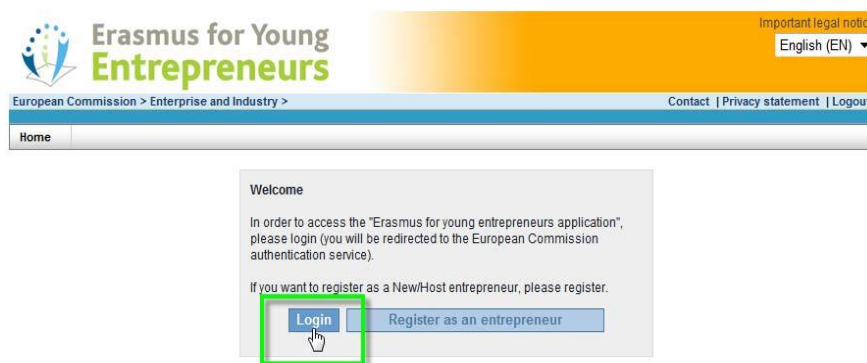 Important legal notic
Erasmus for Young
Entrepreneurs
English (EN)
European Commission > Enterprise and Industry >
Contact | Privacy statement | Logout
Home
Welcome
In order to access the "Erasmus for young entrepreneurs application",
please login (you will be redirected to the European Commission
authentication service).
If you want to register as a New/Host entrepreneur, please register.
Login
Register as an entrepreneur